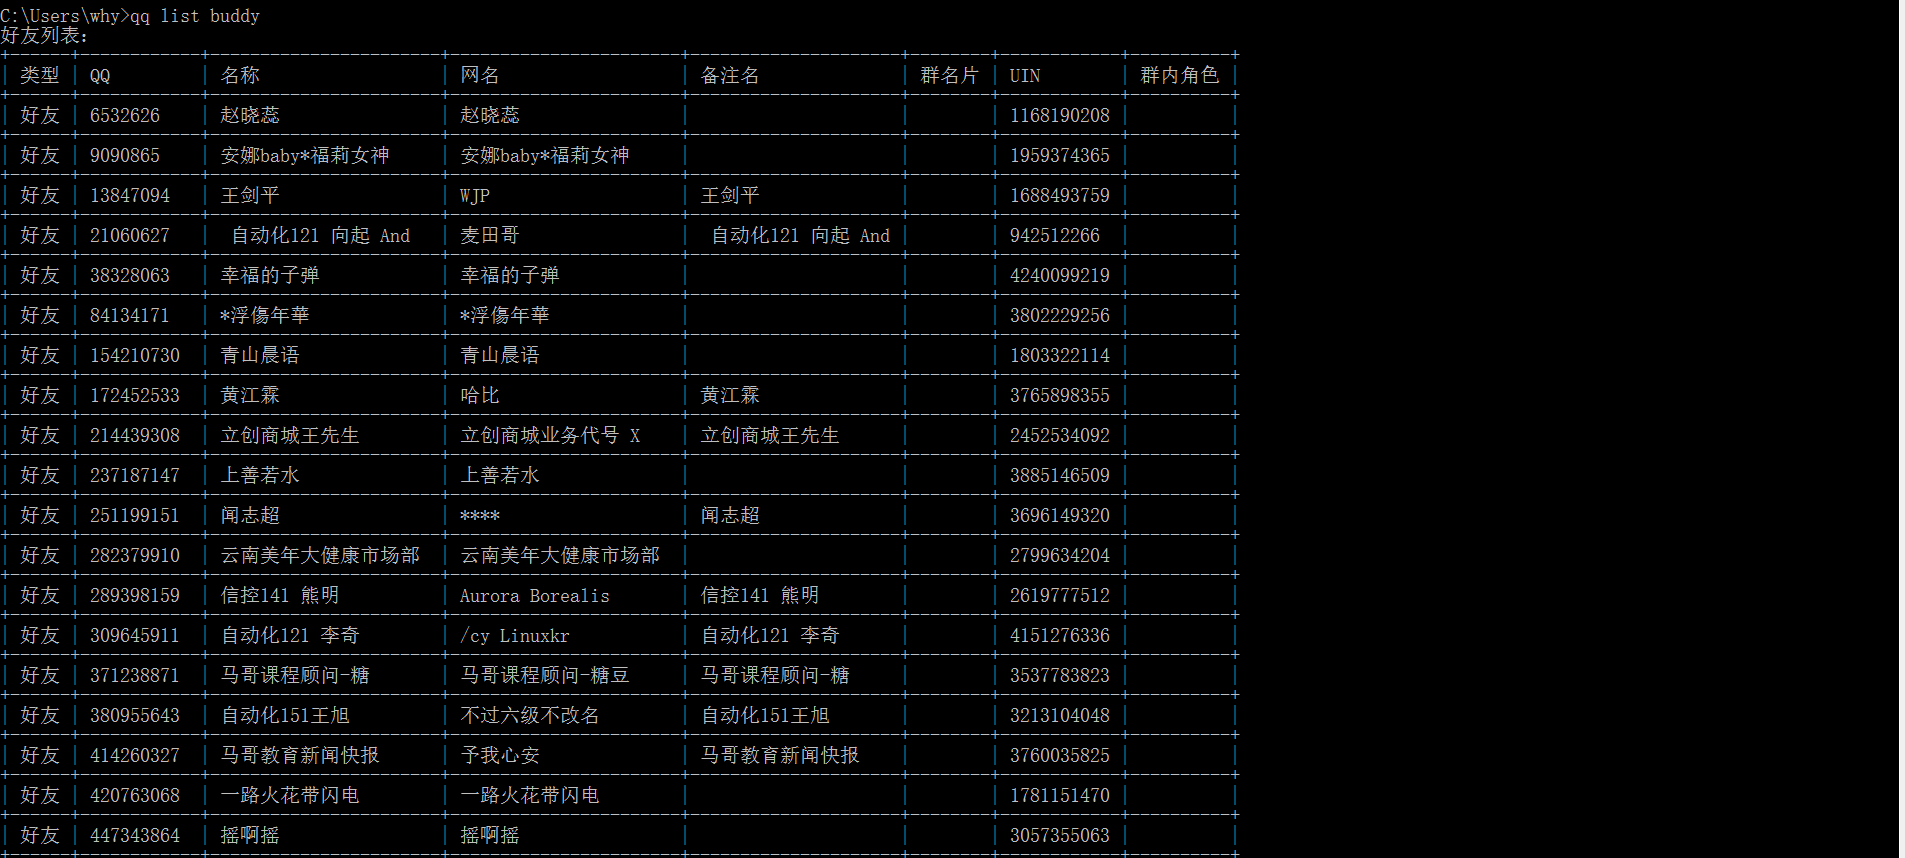 C:\Users\why>qq list buddy
好友列表:
类型 | QQ | 名称 | 网名 | 备注名 | 群名片 | UIN | 群内角色
好友 | 6532626 | 赵晓蕊 | 赵晓蕊 | | | 1168190208 |
好友 | 9090865 | 安娜baby*福莉女神 | 安娜baby*福莉女神 | | | 1959374365 |
好友 | 13847094 | 王剑平 | WJP | 王剑平 | | 1688493759 |
好友 | 21060627 | 自动化121 向起 And | 麦田哥 | 自动化121 向起 And | | 942512266 |
好友 | 38328063 | 幸福的子弹 | 幸福的子弹 | | | 4240099219 |
好友 | 84134171 | *浮傷年華 | *浮傷年華 | | | 3802229256 |
好友 | 154210730 | 青山晨语 | 青山晨语 | | | 1803322114 |
好友 | 172452533 | 黄江霖 | 哈比 | 黄江霖 | | 3765898355 |
好友 | 214439308 | 立创商城王先生 | 立创商城业务代号 X | 立创商城王先生 | | 2452534092 |
好友 | 237187147 | 上善若水 | 上善若水 | | | 3885146509 |
好友 | 251199151 | 闻志超 | **** | 闻志超 | | 3696149320 |
好友 | 282379910 | 云南美年大健康市场部 | 云南美年大健康市场部 | | | 2799634204 |
好友 | 289398159 | 信控141 熊明 | Aurora Borealis | 信控141 熊明 | | 2619777512 |
好友 | 309645911 | 自动化121 李奇 | /cy Linuxkr | 自动化121 李奇 | | 4151276336 |
好友 | 371238871 | 马哥课程顾问-糖 | 马哥课程顾问-糖豆 | 马哥课程顾问-糖 | | 3537783823 |
好友 | 380955643 | 自动化151王旭 | 不过六级不改名 | 自动化151王旭 | | 3213104048 |
好友 | 414260327 | 马哥教育新闻快报 | 予我心安 | 马哥教育新闻快报 | | 3760035825 |
好友 | 420763068 | 一路火花带闪电 | 一路火花带闪电 | | | 1781151470 |
好友 | 447343864 | 摇啊摇 | 摇啊摇 | | | 3057355063 |